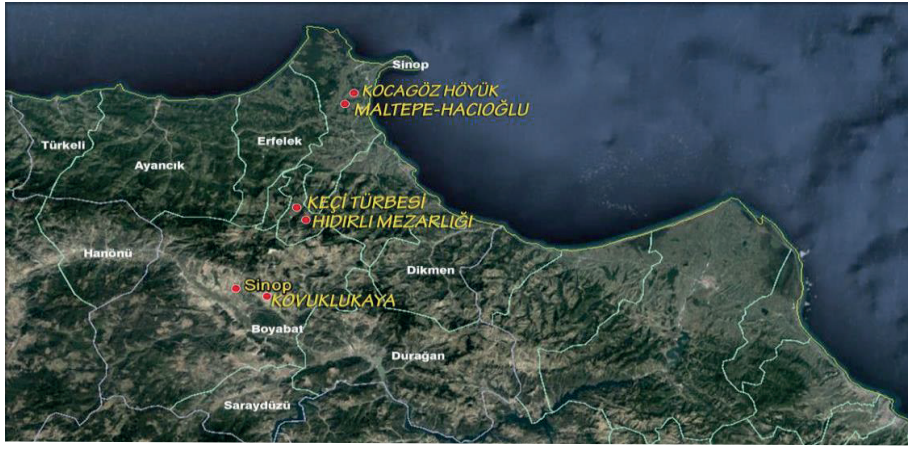 Sinop
KOCAGÖZ HÖYÜK
MALTEPE-HACIOĞLU
Türkeli
Erfelek
Ayancık
KEÇİ TÜRBESİ
HIDIRLI MEZARLIĞI
Hanönü
Dikmen
Sinop
KOVUKLUKAYA
Boyabat
Durağan
Saraydüzü